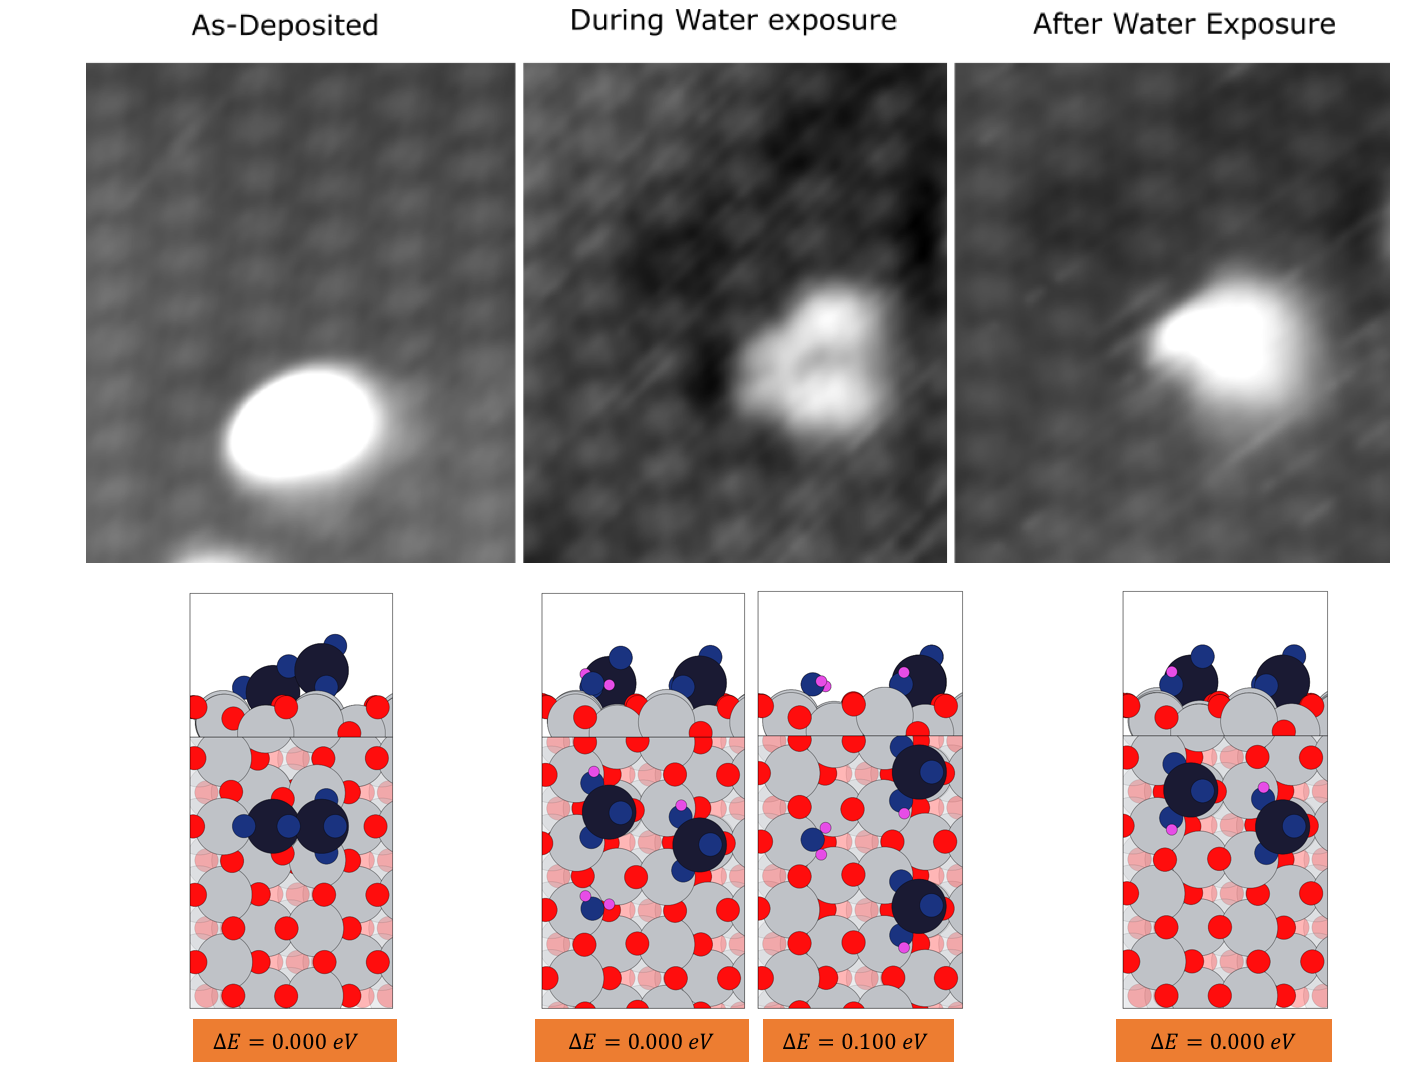 As-Deposited
During Water exposure
After Water Exposure
ΔE = 0.000 eV
ΔE = 0.000 eV
ΔE = 0.100 eV
ΔE = 0.000 eV